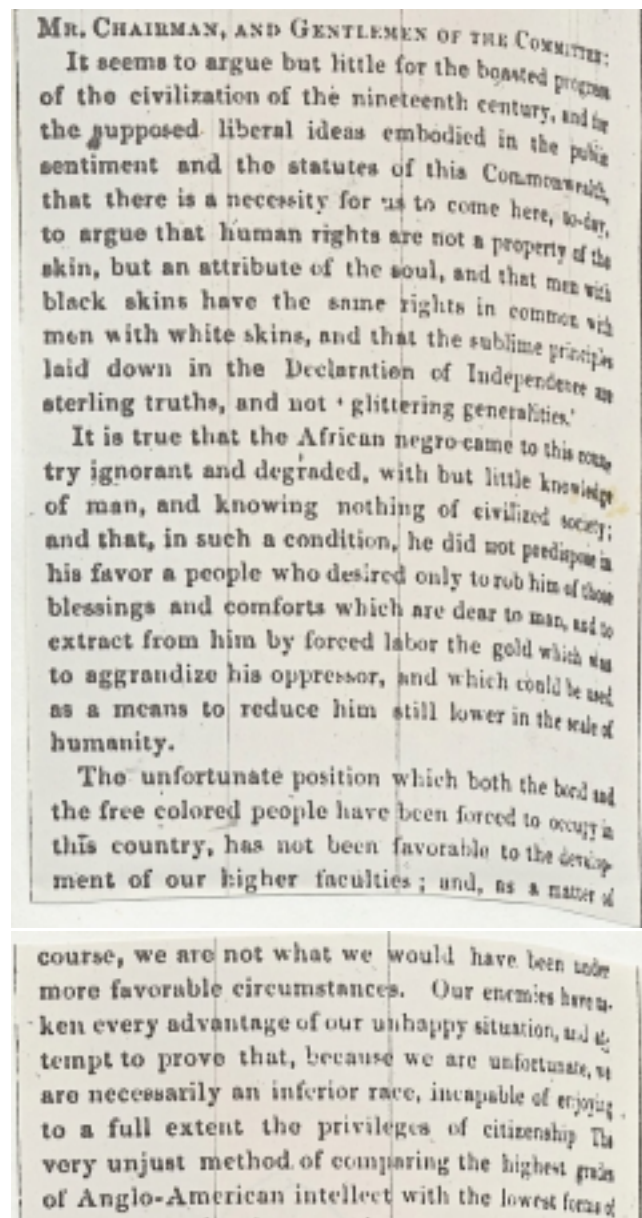 MR. CHAIRMAN, AND GENTLEMEN OF THE COMMITTEE:
It seems to argue but little for the boasted progress
of the civilization of the nineteenth century, and for
the supposed liberal ideas embodied in the public
sentiment and the statutes of this Commonwealth,
that there is a necessity for us to come here, to-day,
to argue that human rights are not a property of the
skin, but an attribute of the soul, and that men with
black skins have the same rights in common with
men with white skins, and that the sublime principles
laid down in the Declaration of Independence are
sterling truths, and not ' glittering generalities.'
It is true that the African negro came to this coun-
try ignorant and degraded, with but little knowledge
of man, and knowing nothing of civilized society;
and that, in such a condition, he did not predispose in
his favor a people who desired only to rob him of those
blessings and comforts which are dear to man, and to
extract from him by forced labor the gold which was
to aggrandize his oppressor, and which could be used
as a means to reduce him still lower in the scale of
humanity.
The unfortunate position which both the bond and
the free colored people have been forced to occupy in
this country, has not been favorable to the develop-
ment of our higher faculties ; and, as a matter of
course, we are not what we would have been under
more favorable circumstances. Our enemies have ta-
ken every advantage of our unhappy situation, and at-
tempt to prove that, because we are unfortunate, we
are necessarily an inferior race, incapable of enjoying
to a full extent the privileges of citizenship The
very unjust method of comparing the highest grades
of Anglo-American intellect with the lowest forms of